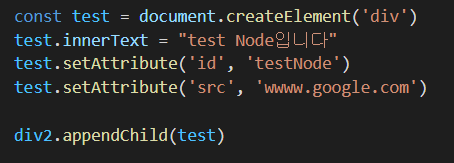 const test = document.createElement('div')
test.innerText = "test Node입니다"
test.setAttribute('id', 'testNode')
test.setAttribute('src', 'wwww.google.com')
div2.appendChild(test)